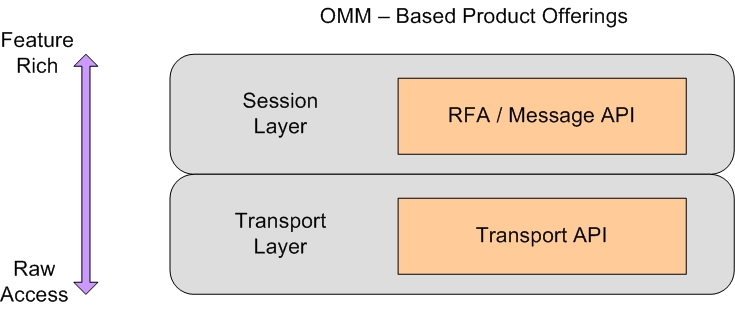 OMM – Based Product Offerings
Feature
Rich
Session
Layer
RFA / Message API
Transport
Layer
Transport API
Raw
Access